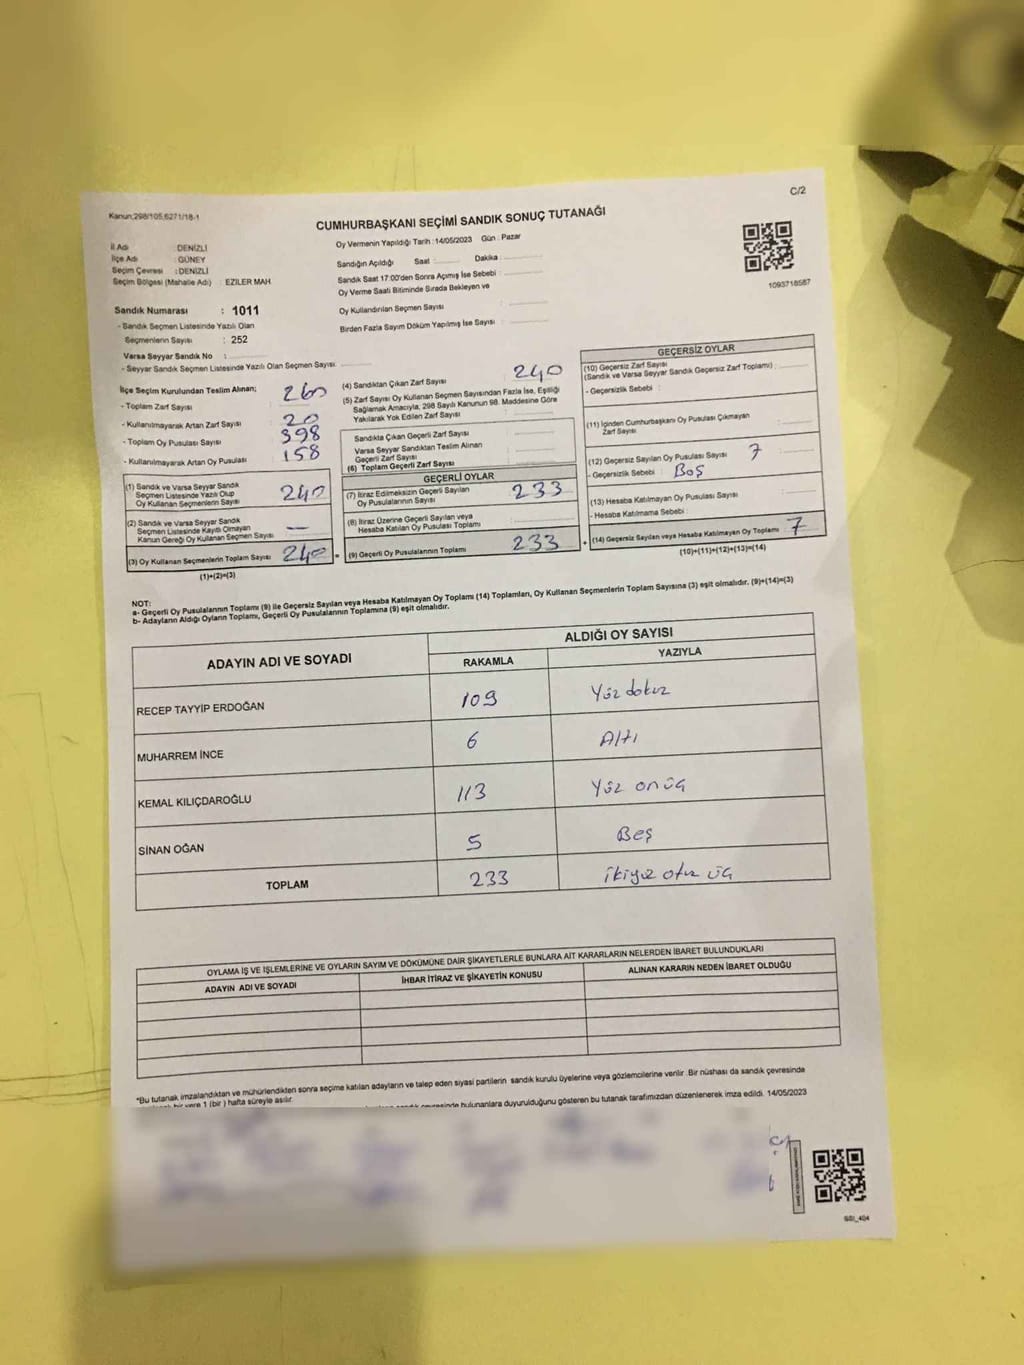 Kanun;298/105,6271/18-1
C/2
CUMHURBAŞKANI SEÇİMİ SANDIK SONUÇ TUTANAĞI
İl Adı DENİZLİ
İlçe Adı : GÜNEY
Seçim Çevresi : DENİZLİ
Seçim Bölgesi (Mahalle Adı) : EZİLER MAH
Oy Vermenin Yapıldığı Tarih : 14/05/2023 Gün : Pazar
Sandığın Açıldığı Saat : Dakika :
Sandık Saat 17:00'den Sonra Açımış İse Sebebi :
Oy Verme Saati Bitiminde Sırada Bekleyen ve
Oy Kullandırılan Seçmen Sayısı :
Birden Fazla Sayım Döküm Yapılmış İse Sayısı :
1093718587
Sandık Numarası : 1011
- Sandık Seçmen Listesinde Yazılı Olan
Seçmenlerin Sayısı : 252
Varsa Seyyar Sandık No :
- Seyyar Sandık Seçmen Listesinde Yazılı Olan Seçmen Sayısı:
İlçe Seçim Kurulundan Teslim Alınan;
- Toplam Zarf Sayısı 260
- Kullanılmayarak Artan Zarf Sayısı 20
- Toplam Oy Pusulası Sayısı 398
- Kullanılmayarak Artan Oy Pusulası 158
(1) Sandık ve Varsa Seyyar Sandık
Seçmen Listesinde Yazılı Olup
Oy Kullanan Seçmenlerin Sayısı 240
(2) Sandık ve Varsa Seyyar Sandık
Seçmen Listesinde Kayıtlı Olmayan
Kanun Gereği Oy Kullanan Seçmen Sayısı —
(3) Oy Kullanan Seçmenlerin Toplam Sayısı 240 =
(1)+(2)=(3)
(4) Sandıktan Çıkan Zarf Sayısı 240
(5) Zarf Sayısı Oy Kullanan Seçmen Sayısından Fazla İse, Eşitliği
Sağlamak Amacıyla, 298 Sayılı Kanunun 98. Maddesine Göre
Yakılarak Yok Edilen Zarf Sayısı :
Sandıkta Çıkan Geçerli Zarf Sayısı
Varsa Seyyar Sandıktan Teslim Alınan
Geçerli Zarf Sayısı
(6) Toplam Geçerli Zarf Sayısı
GEÇERLİ OYLAR
(7) İtiraz Edilmeksizin Geçerli Sayılan
Oy Pusulalarının Sayısı 233
(8) İtiraz Üzerine Geçerli Sayılan veya
Hesaba Katılan Oy Pusulası Toplamı
(9) Geçerli Oy Pusulalarının Toplamı 233 +
GEÇERSİZ OYLAR
(10) Geçersiz Zarf Sayısı
(Sandık ve Varsa Seyyar Sandık Geçersiz Zarf Toplamı) :
- Geçersizlik Sebebi :
(11) İçinden Cumhurbaşkanı Oy Pusulası Çıkmayan
Zarf Sayısı
(12) Geçersiz Sayılan Oy Pusulası Sayısı 7
- Geçersizlik Sebebi : Boş
(13) Hesaba Katılmayan Oy Pusulası Sayısı
- Hesaba Katılmama Sebebi :
(14) Geçersiz Sayılan veya Hesaba Katılmayan Oy Toplamı 7
(10)+(11)+(12)+(13)=(14)
NOT:
a- Geçerli Oy Pusulalarının Toplamı (9) ile Geçersiz Sayılan veya Hesaba Katılmayan Oy Toplamı (14) Toplamları, Oy Kullanan Seçmenlerin Toplam Sayısına (3) eşit olmalıdır. (9)+(14)=(3)
b- Adayların Aldığı Oyların Toplamı, Geçerli Oy Pusulalarının Toplamına (9) eşit olmalıdır.
ADAYIN ADI VE SOYADI ALDIĞI OY SAYISI
RAKAMLA YAZIYLA
RECEP TAYYİP ERDOĞAN 109 Yüz dokuz
MUHARREM İNCE 6 Altı
KEMAL KILIÇDAROĞLU 113 Yüz onüç
SİNAN OĞAN 5 Beş
TOPLAM 233 ikiyüz otuz üç
OYLAMA İŞ VE İŞLEMLERİNE VE OYLARIN SAYIM VE DÖKÜMÜNE DAİR ŞİKAYETLERLE BUNLARA AİT KARARLARIN NELERDEN İBARET BULUNDUKLARI
ADAYIN ADI VE SOYADI İHBAR İTİRAZ VE ŞİKAYETİN KONUSU ALINAN KARARIN NEDEN İBARET OLDUĞU
"Bu tutanak imzalandıktan ve mühürlendikten sonra seçime katılan adayların ve talep eden siyasi partilerin sandık kurulu üyelerine veya gözlemcilerine verilir. Bir nüshası da sandık çevresinde
bir yere 1 (bir) hafta süreyle asılır. bulunanlara duyurulduğunu gösteren bu tutanak tarafımızdan düzenlenerek imza edildi. 14/05/2023